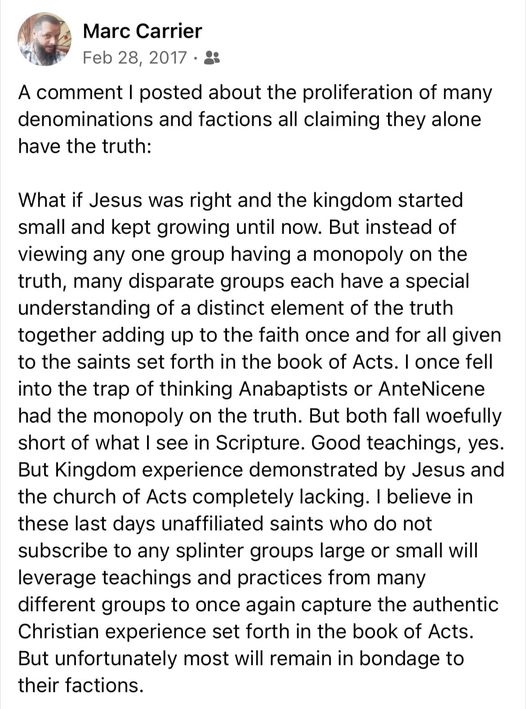 Marc Carrier
Feb 28, 2017 ·
A comment I posted about the proliferation of many
denominations and factions all claiming they alone
have the truth:
What if Jesus was right and the kingdom started
small and kept growing until now. But instead of
viewing any one group having a monopoly on the
truth, many disparate groups each have a special
understanding of a distinct element of the truth
together adding up to the faith once and for all given
to the saints set forth in the book of Acts. I once fell
into the trap of thinking Anabaptists or AnteNicene
had the monopoly on the truth. But both fall woefully
short of what I see in Scripture. Good teachings, yes.
But Kingdom experience demonstrated by Jesus and
the church of Acts completely lacking. I believe in
these last days unaffiliated saints who do not
subscribe to any splinter groups large or small will
leverage teachings and practices from many
different groups to once again capture the authentic
Christian experience set forth in the book of Acts.
But unfortunately most will remain in bondage to
their factions.